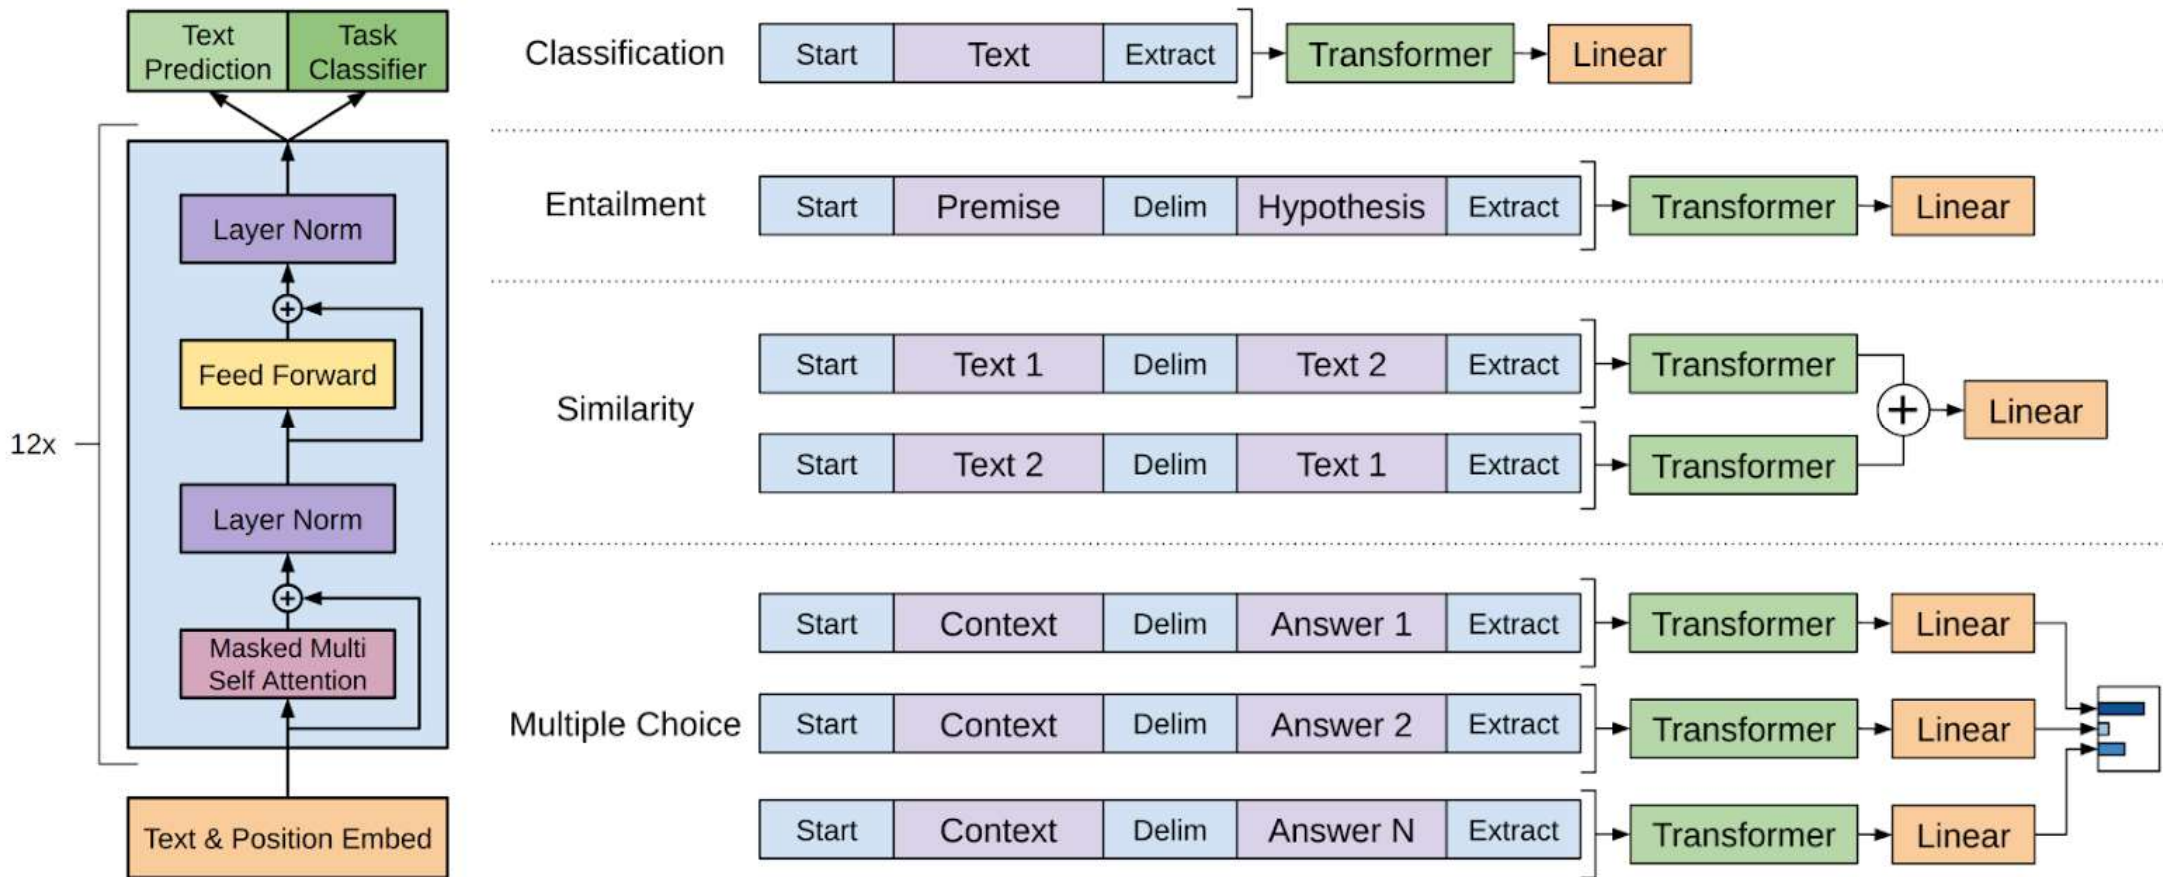 Text
Prediction
Task
Classifier
12x
Layer Norm
Feed Forward
Layer Norm
Masked Multi
Self Attention
Text & Position Embed
Classification
Start Text Extract Transformer Linear
Entailment
Start Premise Delim Hypothesis Extract Transformer Linear
Similarity
Start Text 1 Delim Text 2 Extract Transformer
Start Text 2 Delim Text 1 Extract Transformer
Linear
Multiple Choice
Start Context Delim Answer 1 Extract Transformer Linear
Start Context Delim Answer 2 Extract Transformer Linear
Start Context Delim Answer N Extract Transformer Linear